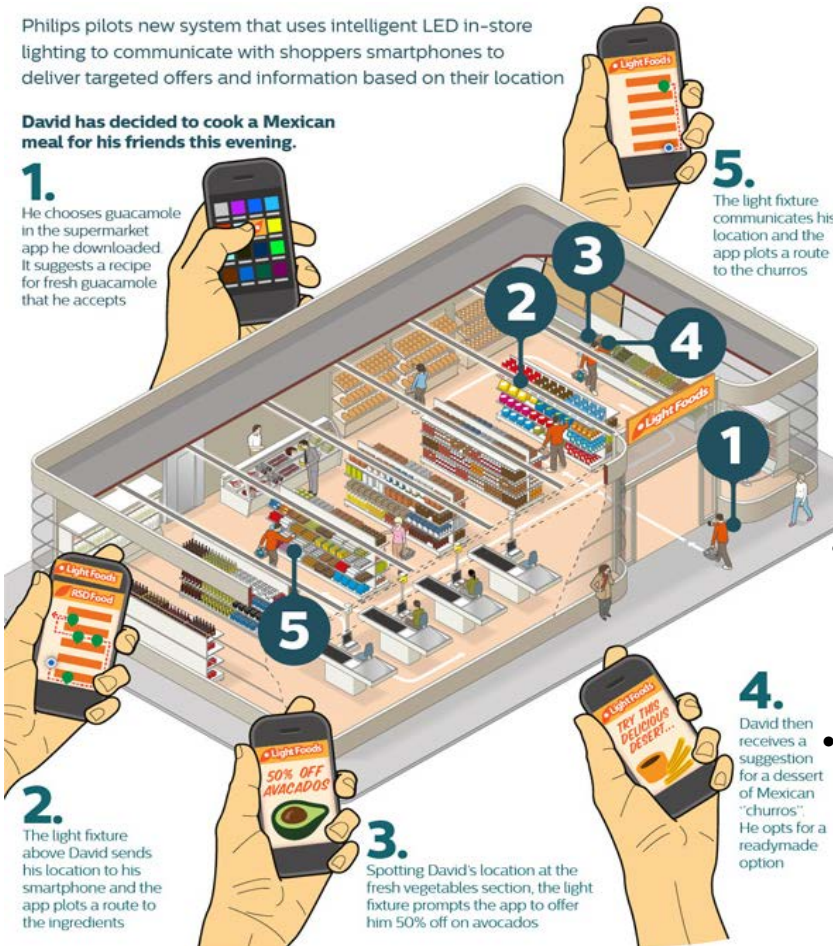 Philips pilots new system that uses intelligent LED in-store
lighting to communicate with shoppers smartphones to
deliver targeted offers and information based on their location
David has decided to cook a Mexican
meal for his friends this evening.
1.
He chooses guacamole
in the supermarket
app he downloaded.
It suggests a recipe
for fresh guacamole
that he accepts
Light Foods
5.
The light fixture
communicates his
location and the
app plots a route
to the churros
3
2
4
Light Foods
1
5
Light Foods
RSD Food
2.
The light fixture
above David sends
his location to his
smartphone and the
app plots a route to
the ingredients
Light Foods
50% OFF
AVACADOS
3.
Spotting David's location at the
fresh vegetables section, the light
fixture prompts the app to offer
him 50% off on avocados
Light Foods
TRY THIS
DELICIOUS
DESERT...
4.
David then
receives a
suggestion
for a dessert
of Mexican
"churros".
He opts for a
readymade
option